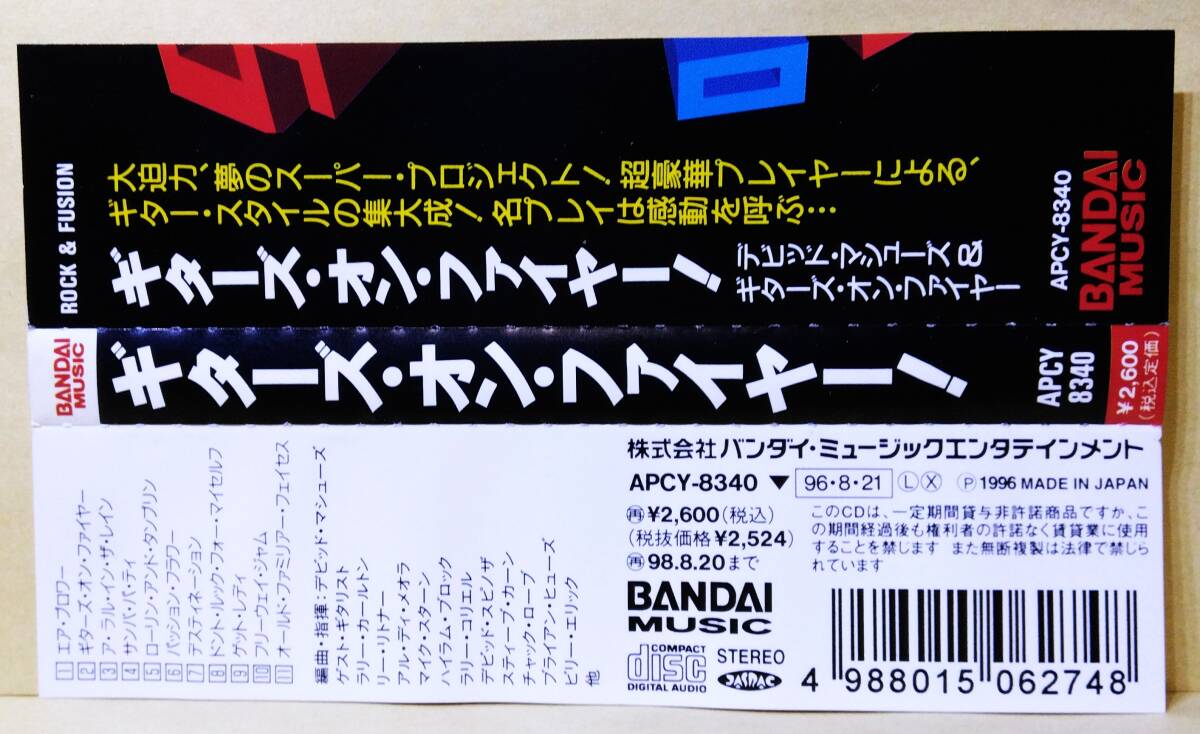 ROCK & FUSION
大迫力、夢のスーパー・プロジェクト! 超豪華プレイヤーによる、
ギター・スタイルの集大成! 名プレイは感動を呼ぶ…
ギターズ・オン・ファイヤー!
デビッド・マシューズ&
ギターズ・オン・ファイヤー
APCY-8340
BANDAI
MUSIC
BANDAI
MUSIC
ギターズ・オン・ファイヤー!
APCY
8340
¥2,600
(税込定価)
1 エア・ブロワー
2 ギターズ・オン・ファイヤー
3 ア・ラル・イン・ザ・レイン
4 サンバ・パ・ティ
5 ローリン・アンド・タンブリン
6 パッション・フラワー
7 デスティネーション
8 ドント・ルック・フォー・マイセルフ
9 ゲット・レディ
10 フリーウェイ・ジャム
11 オールド・ファミリアー・フェイセス
編曲・指揮:デビッド・マシューズ
ゲスト・ギタリスト
ラリー・カールトン
リー・リトナー
アル・ディ・メオラ
マイク・スターン
ハイラム・ブロック
ラリー・コリエル
デビッド・スピノザ
スティーブ・カーン
チャック・ローブ
ブライアン・ヒューズ
ビリー・エリック
他
株式会社バンダイ・ミュージックエンタテインメント
APCY-8340 ▼ 96・8・21 Ⓛ Ⓧ Ⓟ 1996 MADE IN JAPAN
再¥2,600(税込)
(税抜価格¥2,524)
再98.8.20まで
このCDは、一定期間貸与非許諾商品ですか、こ
の期間経過後も権利者の許諾なく賃貸業に使用
することを禁じます また無断複製は法律で禁じら
れています
BANDAI
MUSIC
COMPACT
disc
DIGITAL AUDIO
STEREO
JASRAC
4 988015 062748